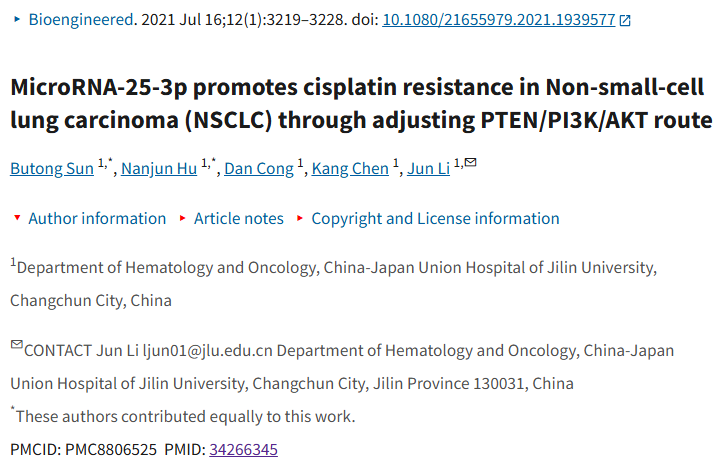 Bioengineered. 2021 Jul 16;12(1):3219–3228. doi: 10.1080/21655979.2021.1939577
MicroRNA-25-3p promotes cisplatin resistance in Non-small-cell
lung carcinoma (NSCLC) through adjusting PTEN/PI3K/AKT route
Butong Sun 1,*, Nanjun Hu 1,*, Dan Cong 1, Kang Chen 1, Jun Li 1,✉
Author information Article notes Copyright and License information
1Department of Hematology and Oncology, China-Japan Union Hospital of Jilin University,
Changchun City, China
✉CONTACT Jun Li ljun01@jlu.edu.cn Department of Hematology and Oncology, China-Japan
Union Hospital of Jilin University, Changchun City, Jilin Province 130031, China
*These authors contributed equally to this work.
PMCID: PMC8806525 PMID: 34266345